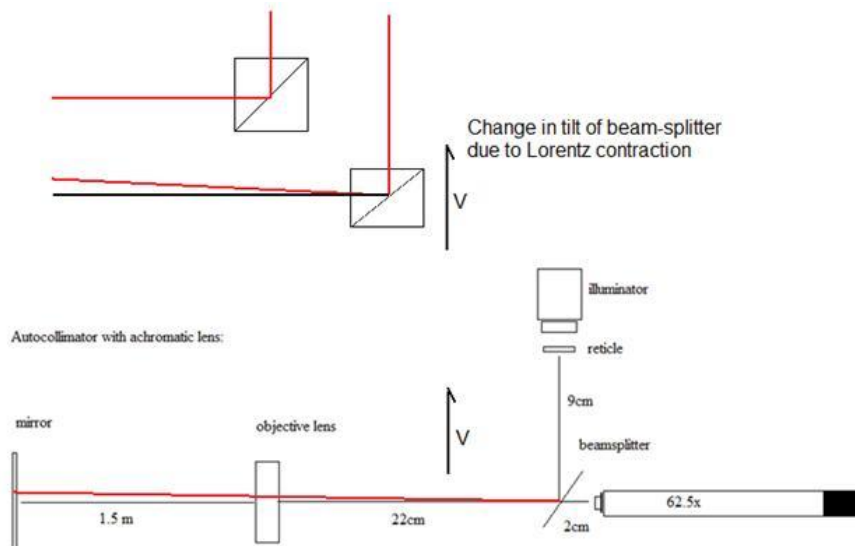 Change in tilt of beam-splitter
due to Lorentz contraction
V
illuminator
Autocollimator with achromatic lens:
reticle
9cm
mirror
objective lens
V
beamsplitter
1.5 m
22cm
2cm
62.5x